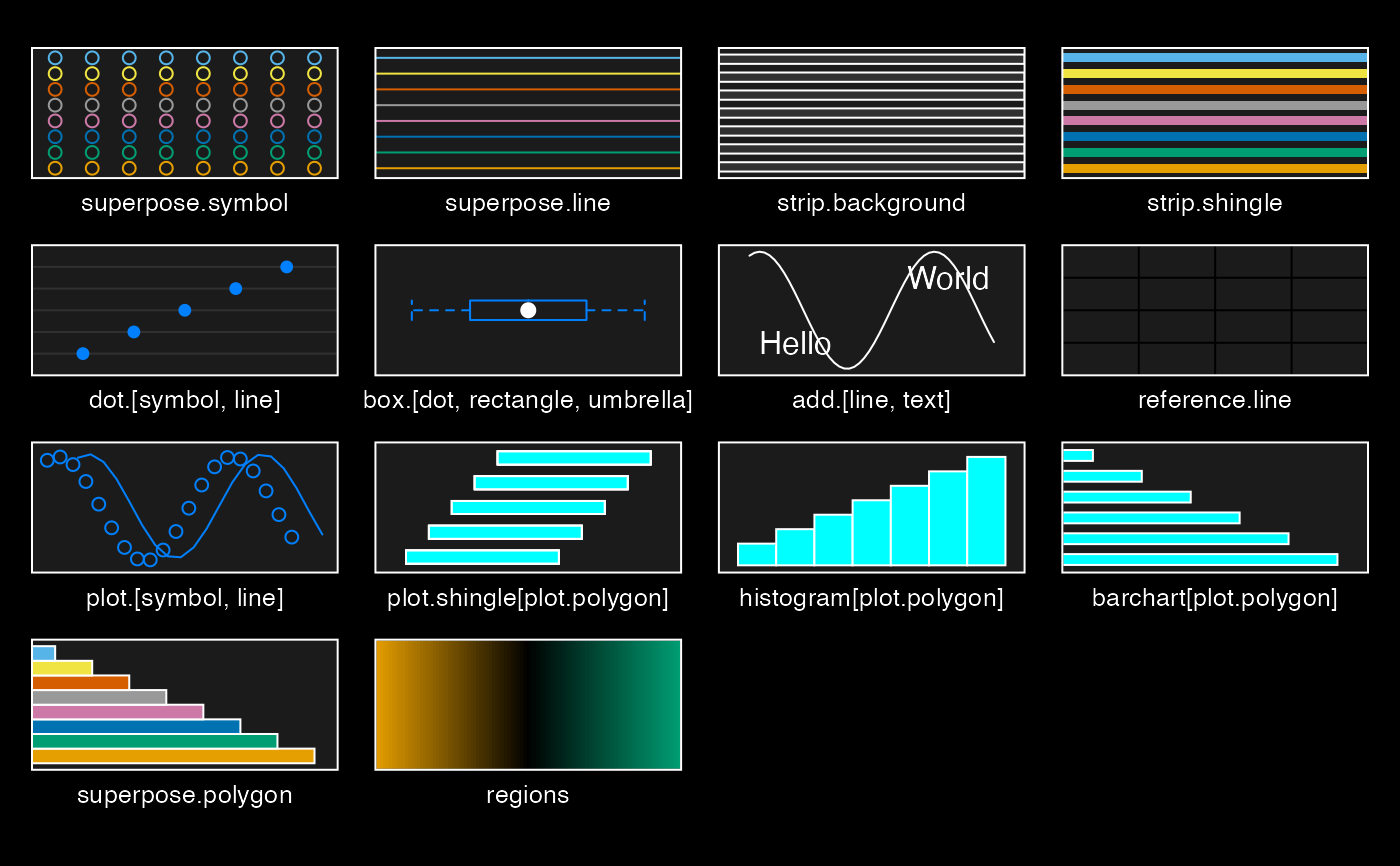 superpose.symbol
superpose.line
strip.background
strip.shingle
World
Hello
dot.[symbol, line]
box.[dot, rectangle, umbrella]
add.[line, text]
reference.line
plot.[symbol, line]
plot.shingle[plot.polygon]
histogram[plot.polygon]
barchart[plot.polygon]
superpose.polygon
regions